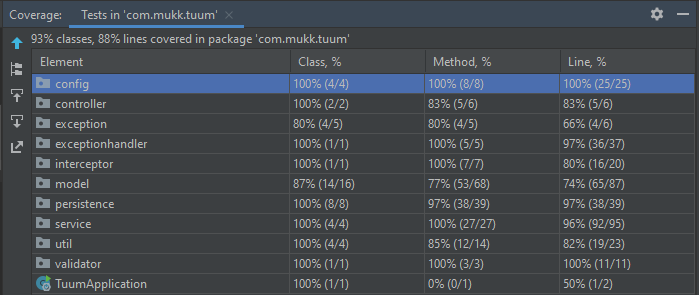 Coverage: Tests in 'com.mukk.tuum' ×
93% classes, 88% lines covered in package 'com.mukk.tuum'
Element Class, % Method, % Line, %
config 100% (4/4) 100% (8/8) 100% (25/25)
controller 100% (2/2) 83% (5/6) 83% (5/6)
exception 80% (4/5) 80% (4/5) 66% (4/6)
exceptionhandler 100% (1/1) 100% (5/5) 97% (36/37)
interceptor 100% (1/1) 100% (7/7) 80% (16/20)
model 87% (14/16) 77% (53/68) 74% (65/87)
persistence 100% (8/8) 97% (38/39) 97% (38/39)
service 100% (4/4) 100% (27/27) 96% (92/95)
util 100% (4/4) 85% (12/14) 82% (19/23)
validator 100% (1/1) 100% (3/3) 100% (11/11)
TuumApplication 100% (1/1) 0% (0/1) 50% (1/2)